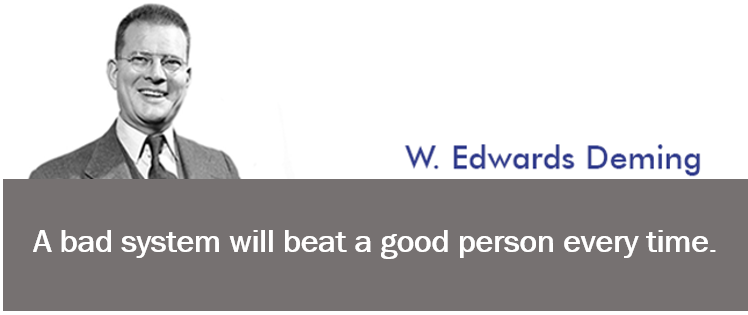 W. Edwards Deming
A bad system will beat a good person every time.